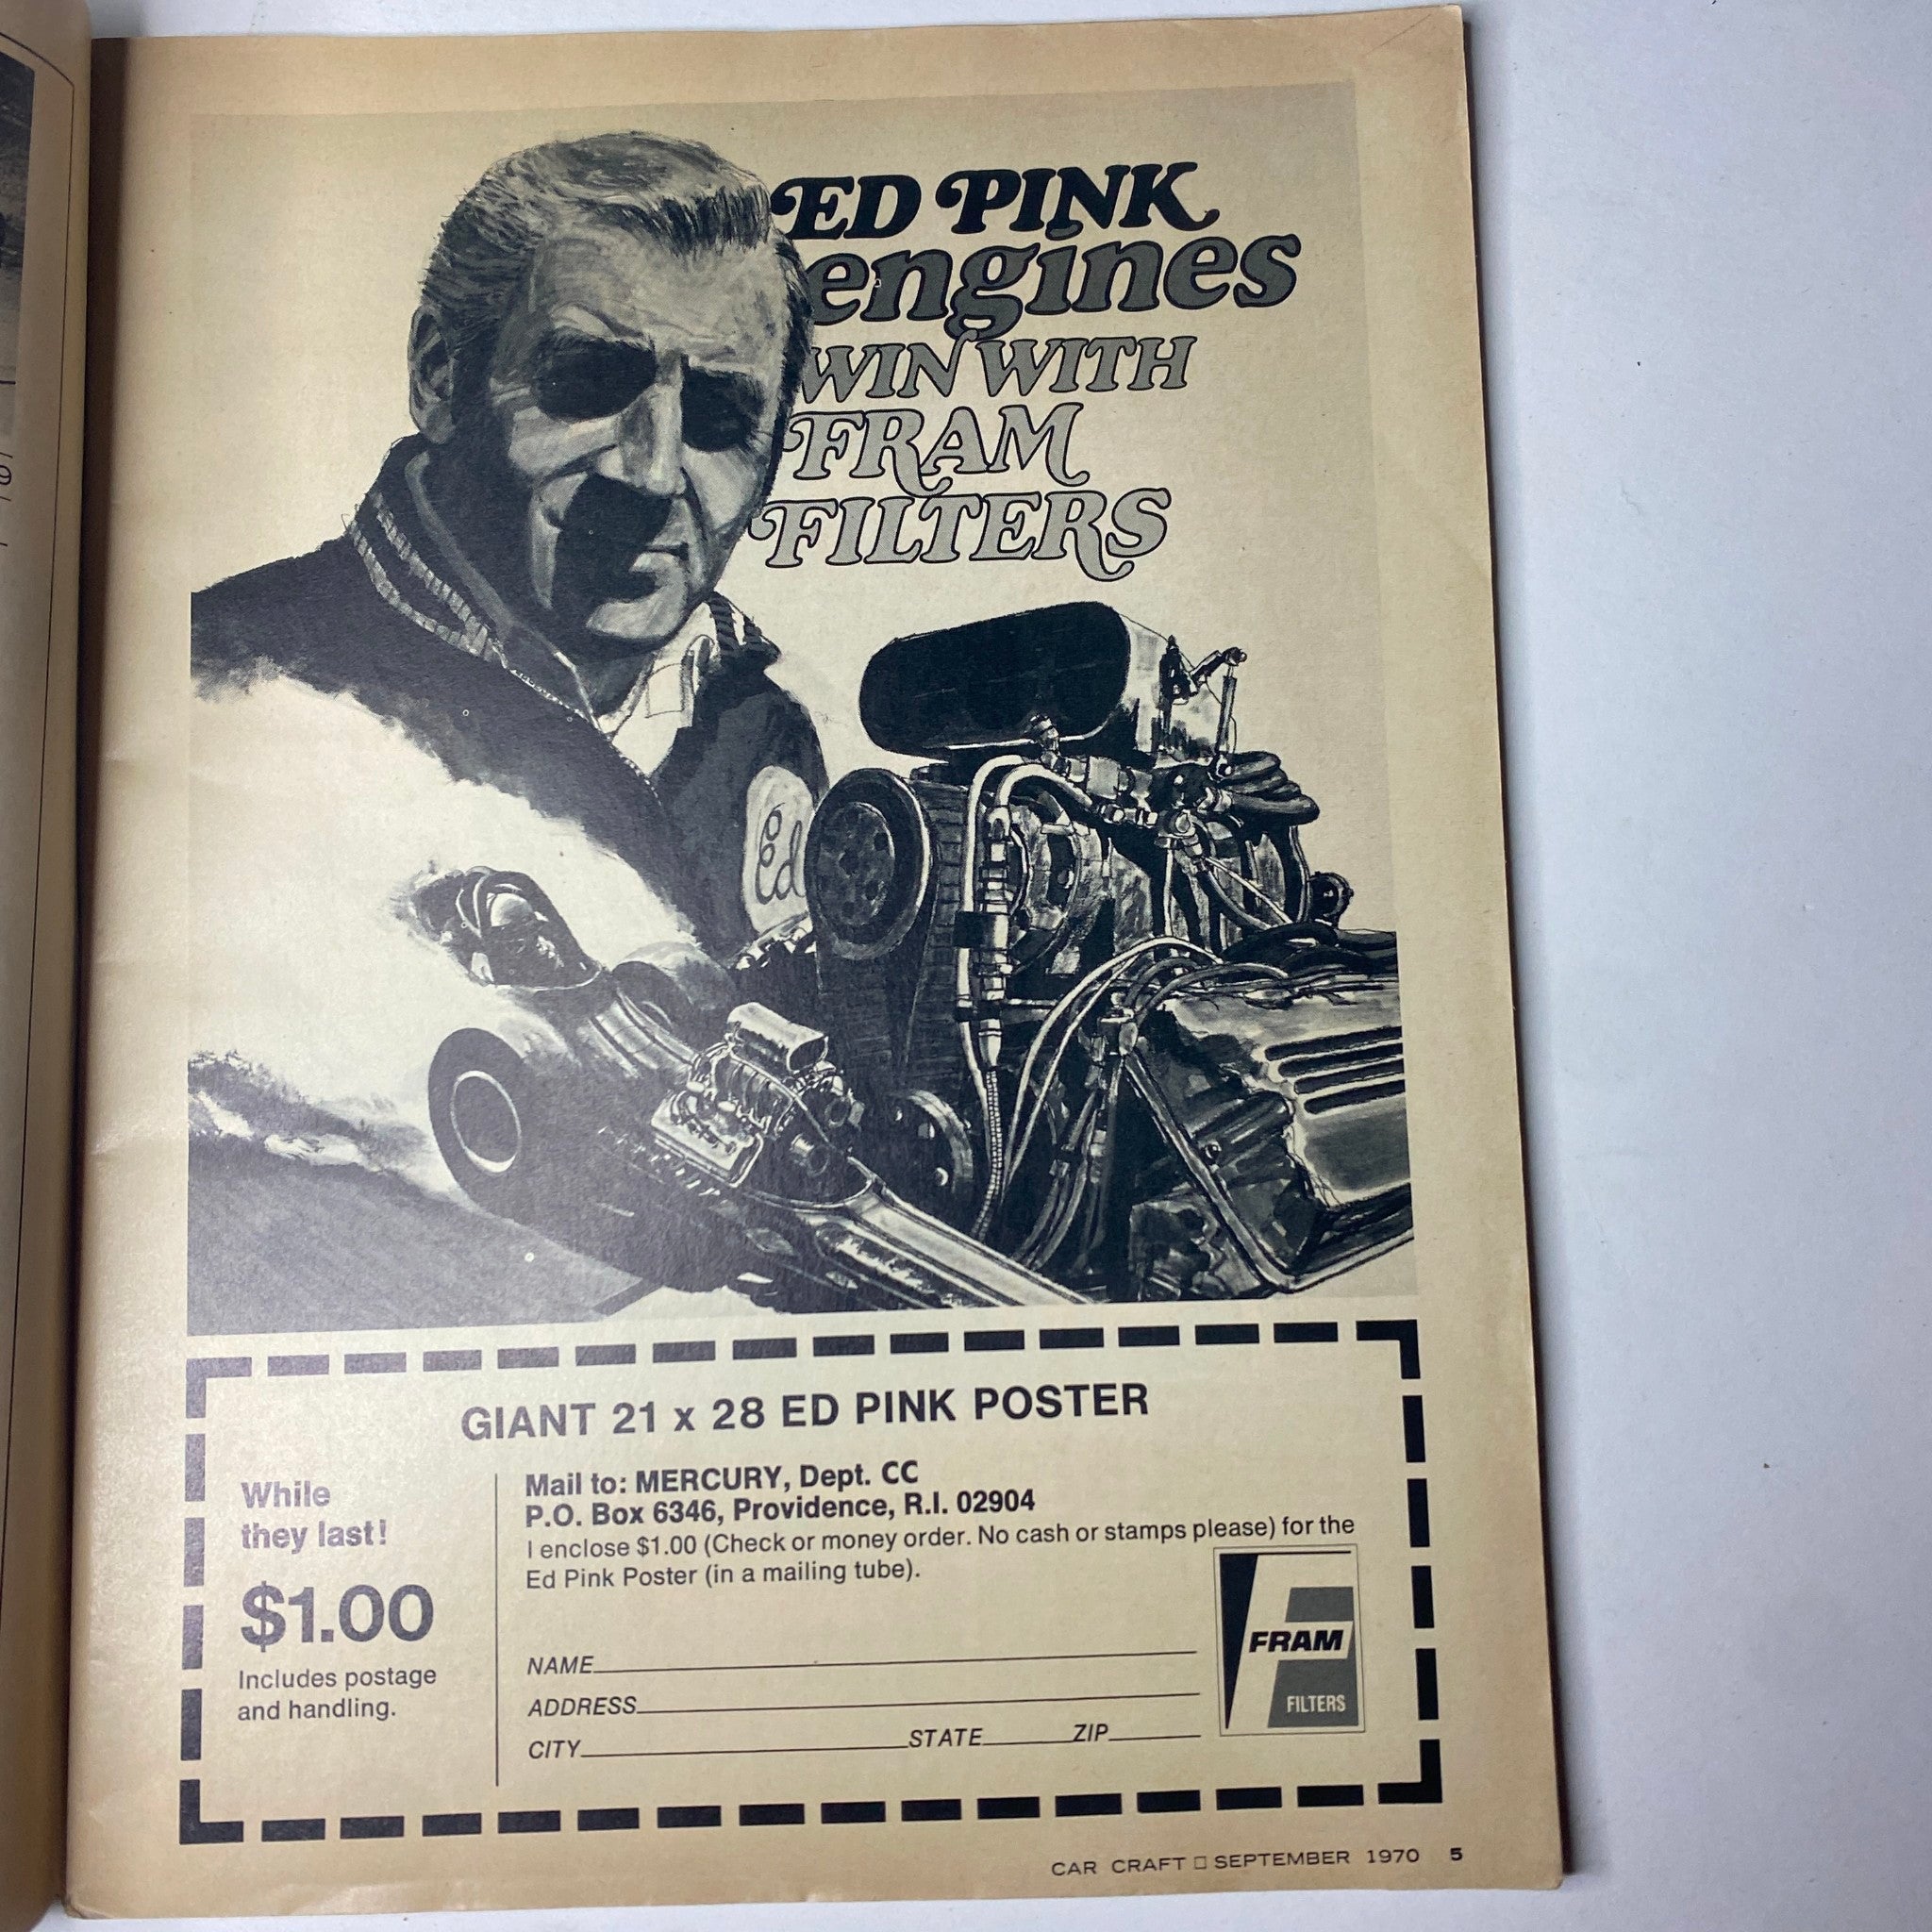 ED PINK
engines
WIN WITH
FRAM
FILTERS
Ed
GIANT 21 x 28 ED PINK POSTER
While
they last!
$1.00
Includes postage
and handling.
Mail to: MERCURY, Dept. CC
P.O. Box 6346, Providence, R.I. 02904
I enclose $1.00 (Check or money order. No cash or stamps please) for the
Ed Pink Poster (in a mailing tube).
NAME
ADDRESS
CITY STATE ZIP
FRAM
FILTERS
CAR CRAFT □ SEPTEMBER 1970 5